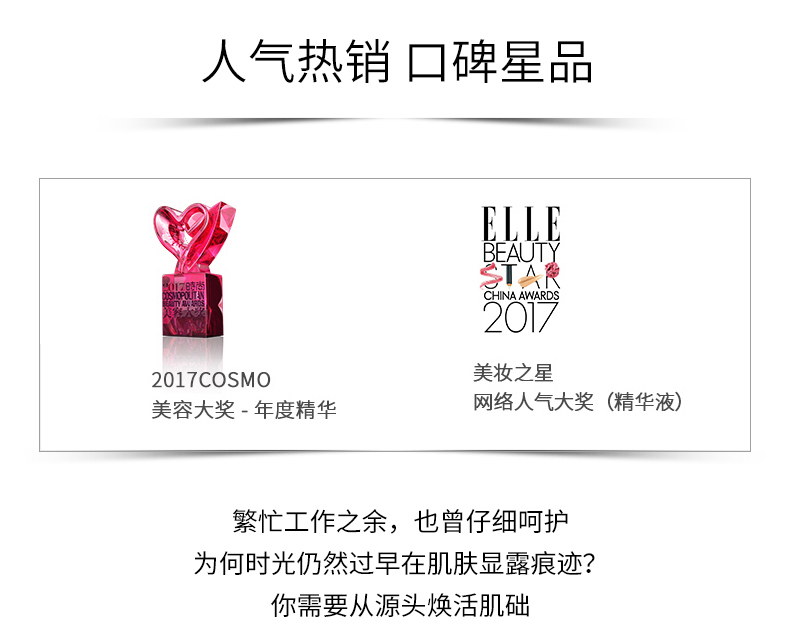 人气热销 口碑星品
COSMOPOLITAN
BEAUTY AWARDS
2017COSMO
美容大奖 - 年度精华
ELLE
BEAUTY
STAR
CHINA AWARDS
2017
美妆之星
网络人气大奖（精华液）
繁忙工作之余，也曾仔细呵护
为何时光仍然过早在肌肤显露痕迹？
你需要从源头焕活肌础